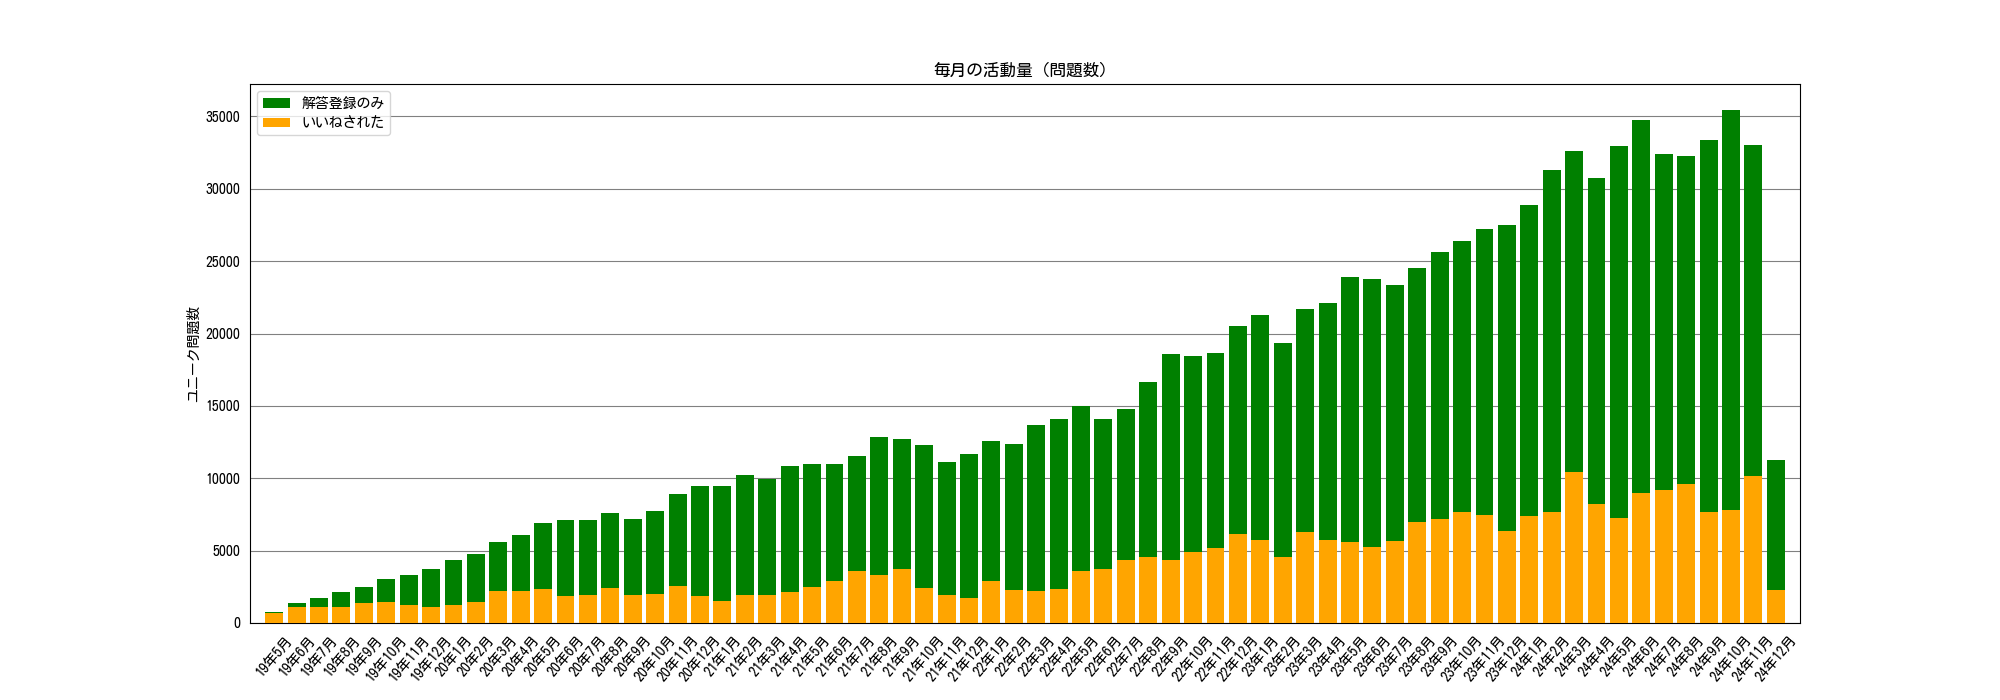 毎月の活動量（問題数）
解答登録のみ
いいねされた
ユニーク問題数
35000
30000
25000
20000
15000
10000
5000
0
19年5月
19年6月
19年7月
19年8月
19年9月
19年10月
19年11月
19年12月
20年1月
20年2月
20年3月
20年4月
20年5月
20年6月
20年7月
20年8月
20年9月
20年10月
20年11月
20年12月
21年1月
21年2月
21年3月
21年4月
21年5月
21年6月
21年7月
21年8月
21年9月
21年10月
21年11月
21年12月
22年1月
22年2月
22年3月
22年4月
22年5月
22年6月
22年7月
22年8月
22年9月
22年10月
22年11月
22年12月
23年1月
23年2月
23年3月
23年4月
23年5月
23年6月
23年7月
23年8月
23年9月
23年10月
23年11月
23年12月
24年1月
24年2月
24年3月
24年4月
24年5月
24年6月
24年7月
24年8月
24年9月
24年10月
24年11月
24年12月